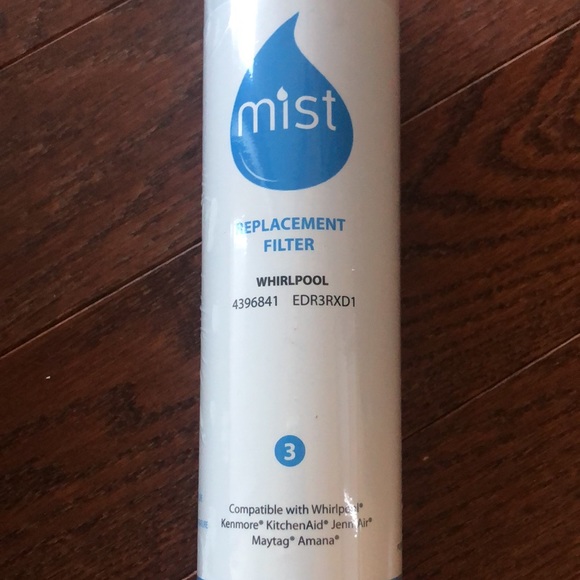 mist
REPLACEMENT
FILTER
WHIRLPOOL
4396841 EDR3RXD1
3
Compatible with Whirlpool®
Kenmore® KitchenAid® Jenn-Air®
Maytag® Amana®